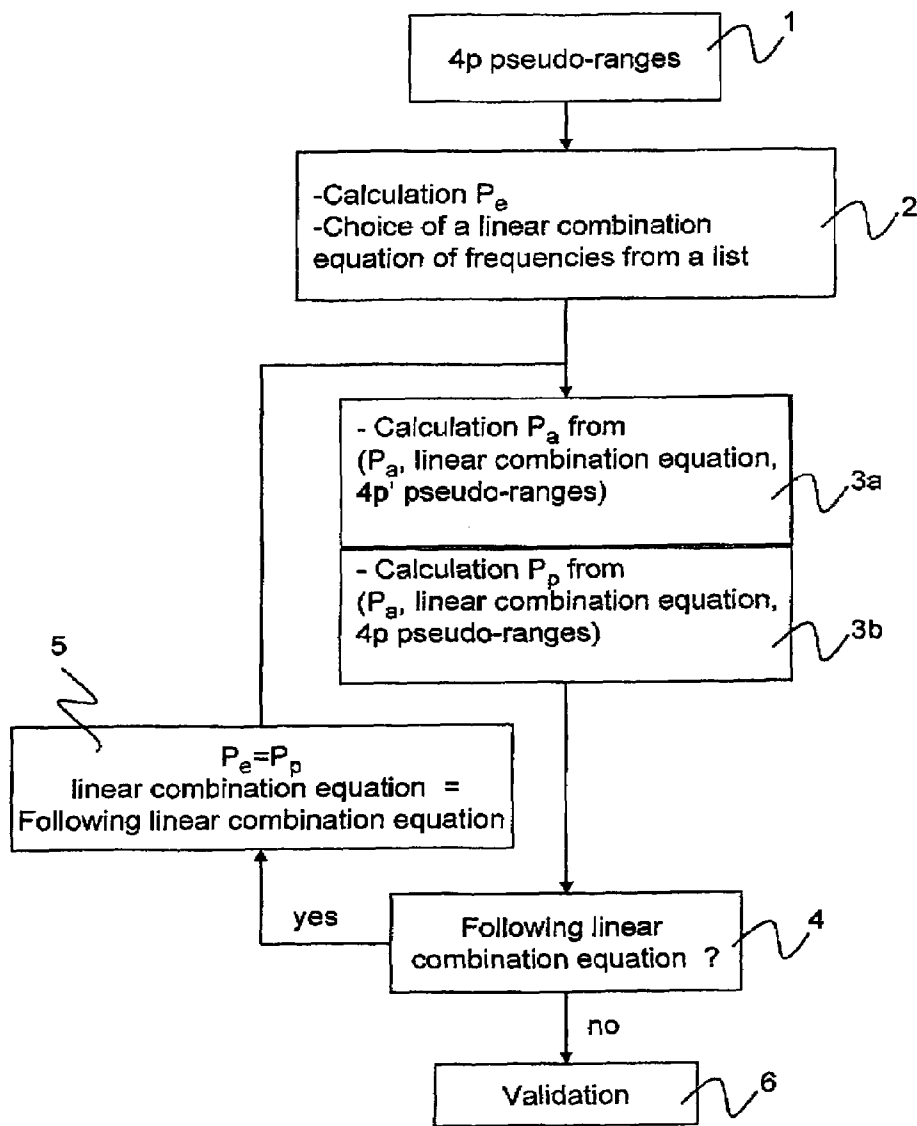 1
4p pseudo-ranges
-Calculation Pe
-Choice of a linear combination
equation of frequencies from a list
2
- Calculation Pa from
(Pa, linear combination equation,
4p' pseudo-ranges)
3a
- Calculation Pp from
(Pa, linear combination equation,
4p pseudo-ranges)
3b
5
Pe=Pp
linear combination equation =
Following linear combination equation
yes
Following linear
combination equation ?
4
no
Validation
6